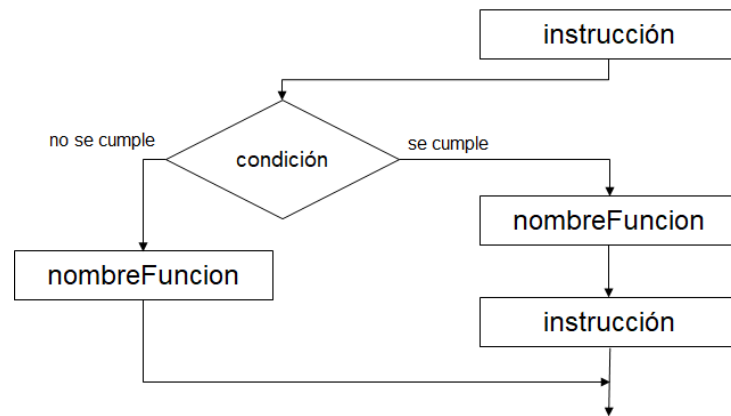 instrucción
no se cumple
condición
se cumple
nombreFuncion
nombreFuncion
instrucción